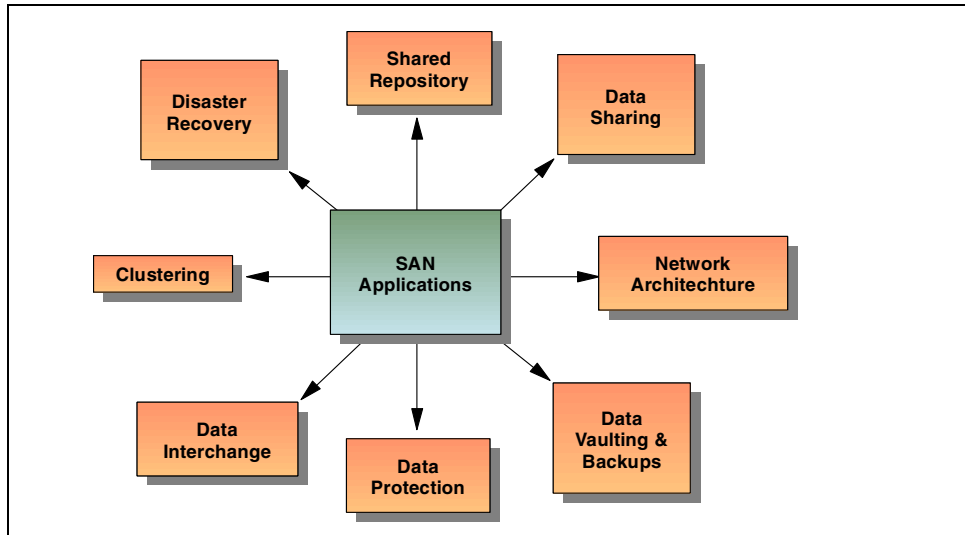 Shared
Repository
Disaster
Recovery
Data
Sharing
SAN
Applications
Clustering
Network
Architechture
Data
Interchange
Data
Protection
Data
Vaulting &
Backups